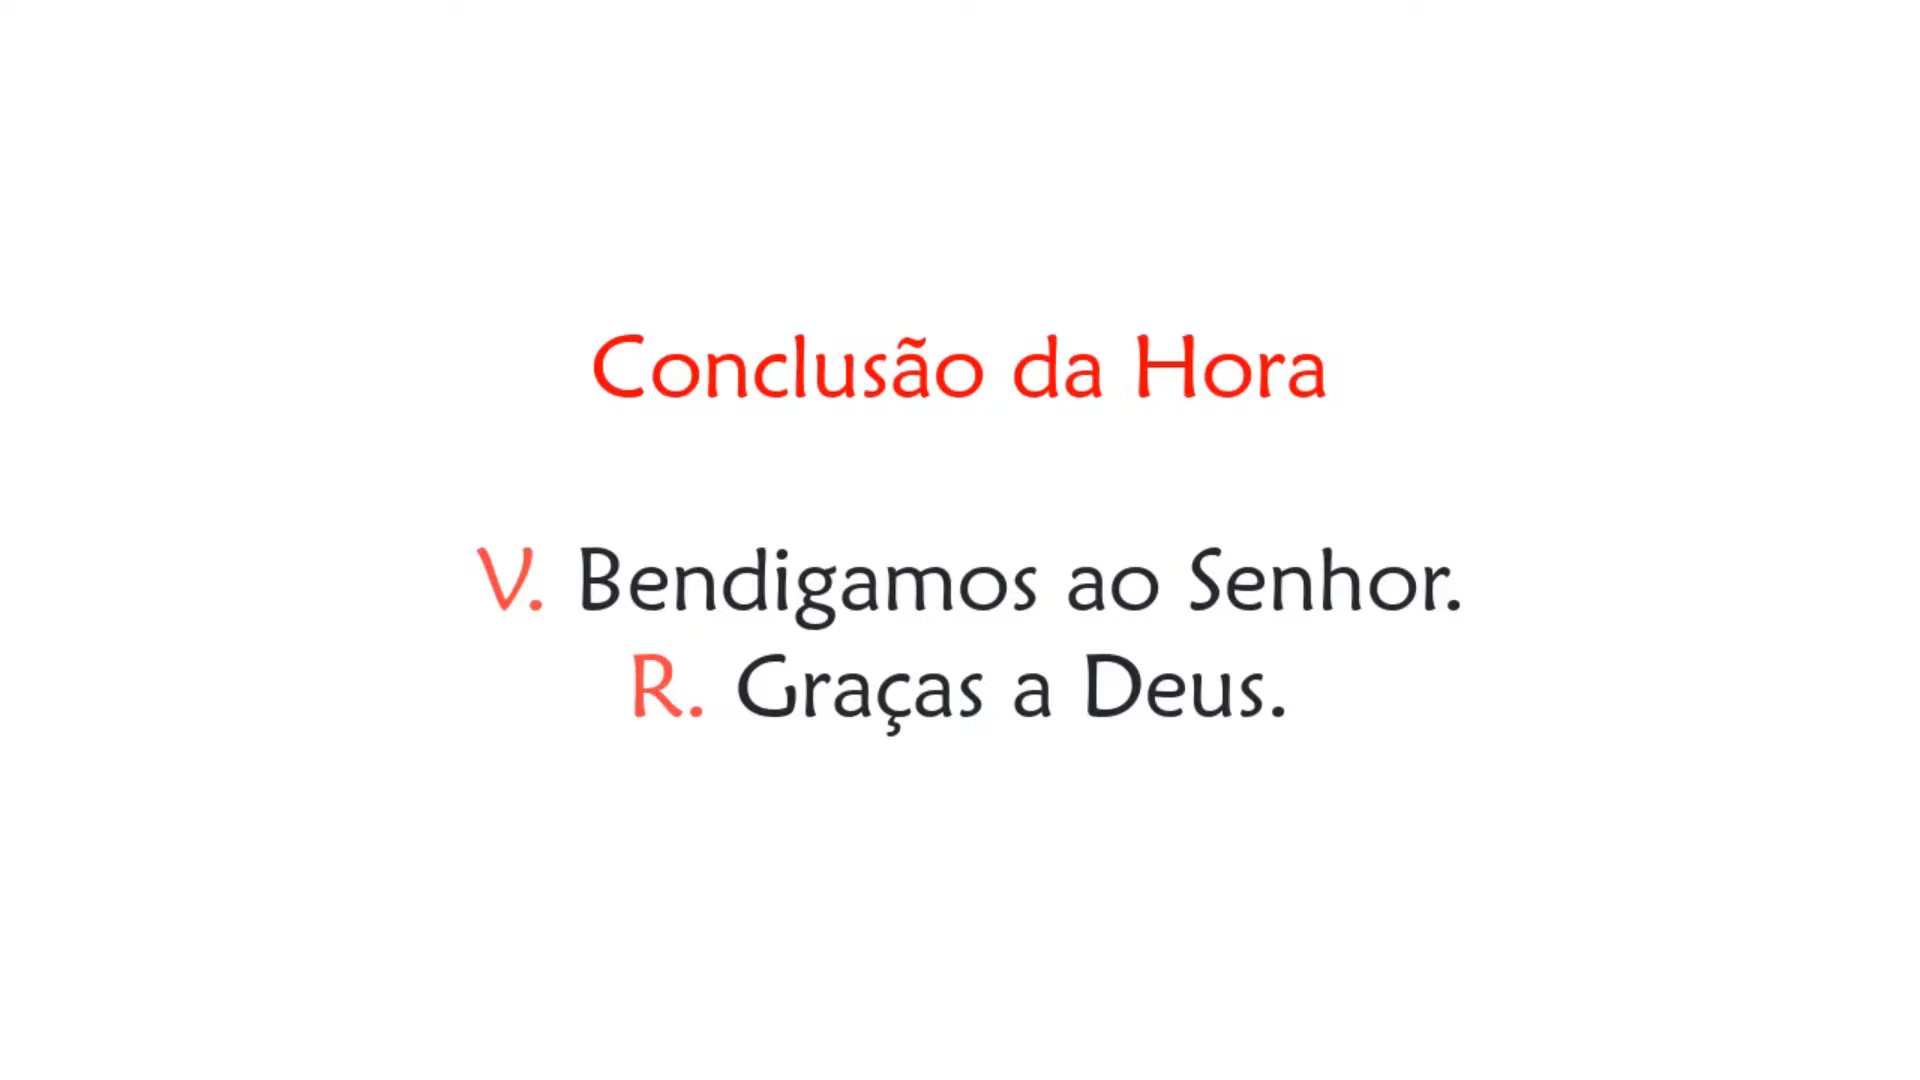 Conclusão da Hora
V. Bendigamos ao Senhor.
R. Graças a Deus.